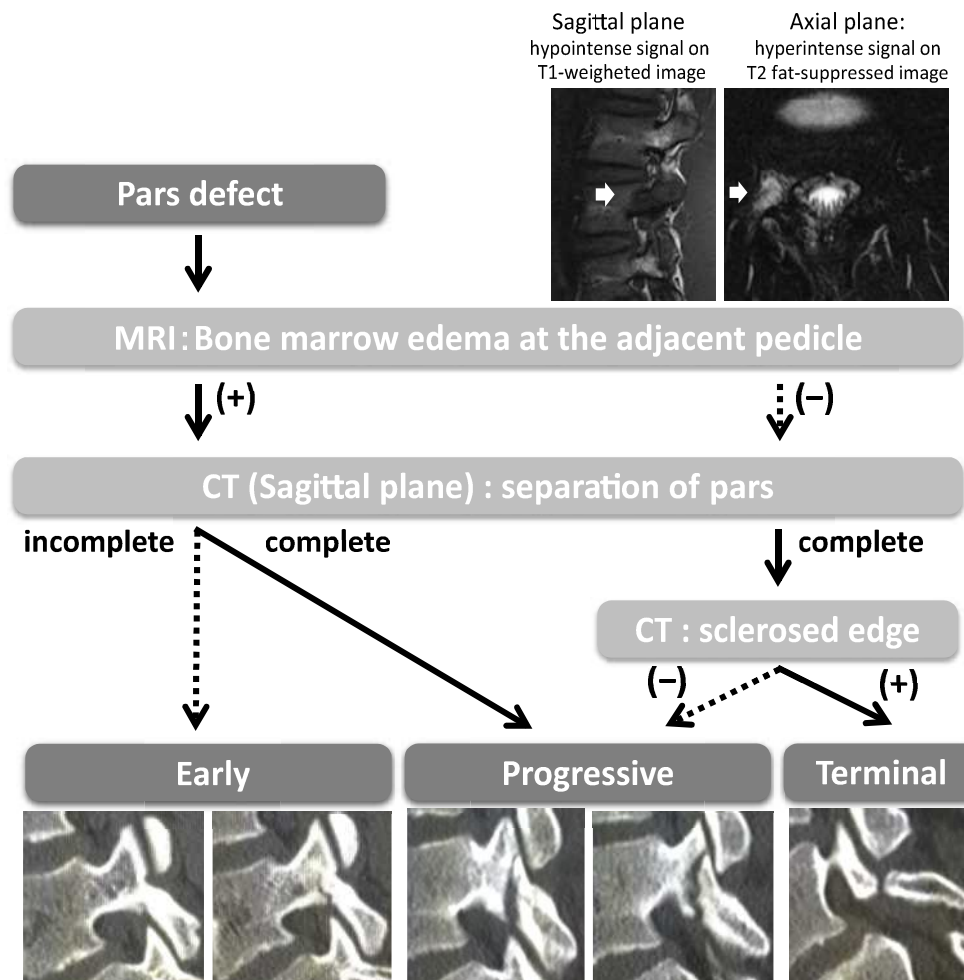 Sagittal plane
hypointense signal on
T1-weigheted image
Axial plane:
hyperintense signal on
T2 fat-suppressed image
Pars defect
MRI: Bone marrow edema at the adjacent pedicle
(+)
(−)
CT (Sagittal plane) : separation of pars
incomplete
complete
complete
CT : sclerosed edge
(−)
(+)
Early
Progressive
Terminal